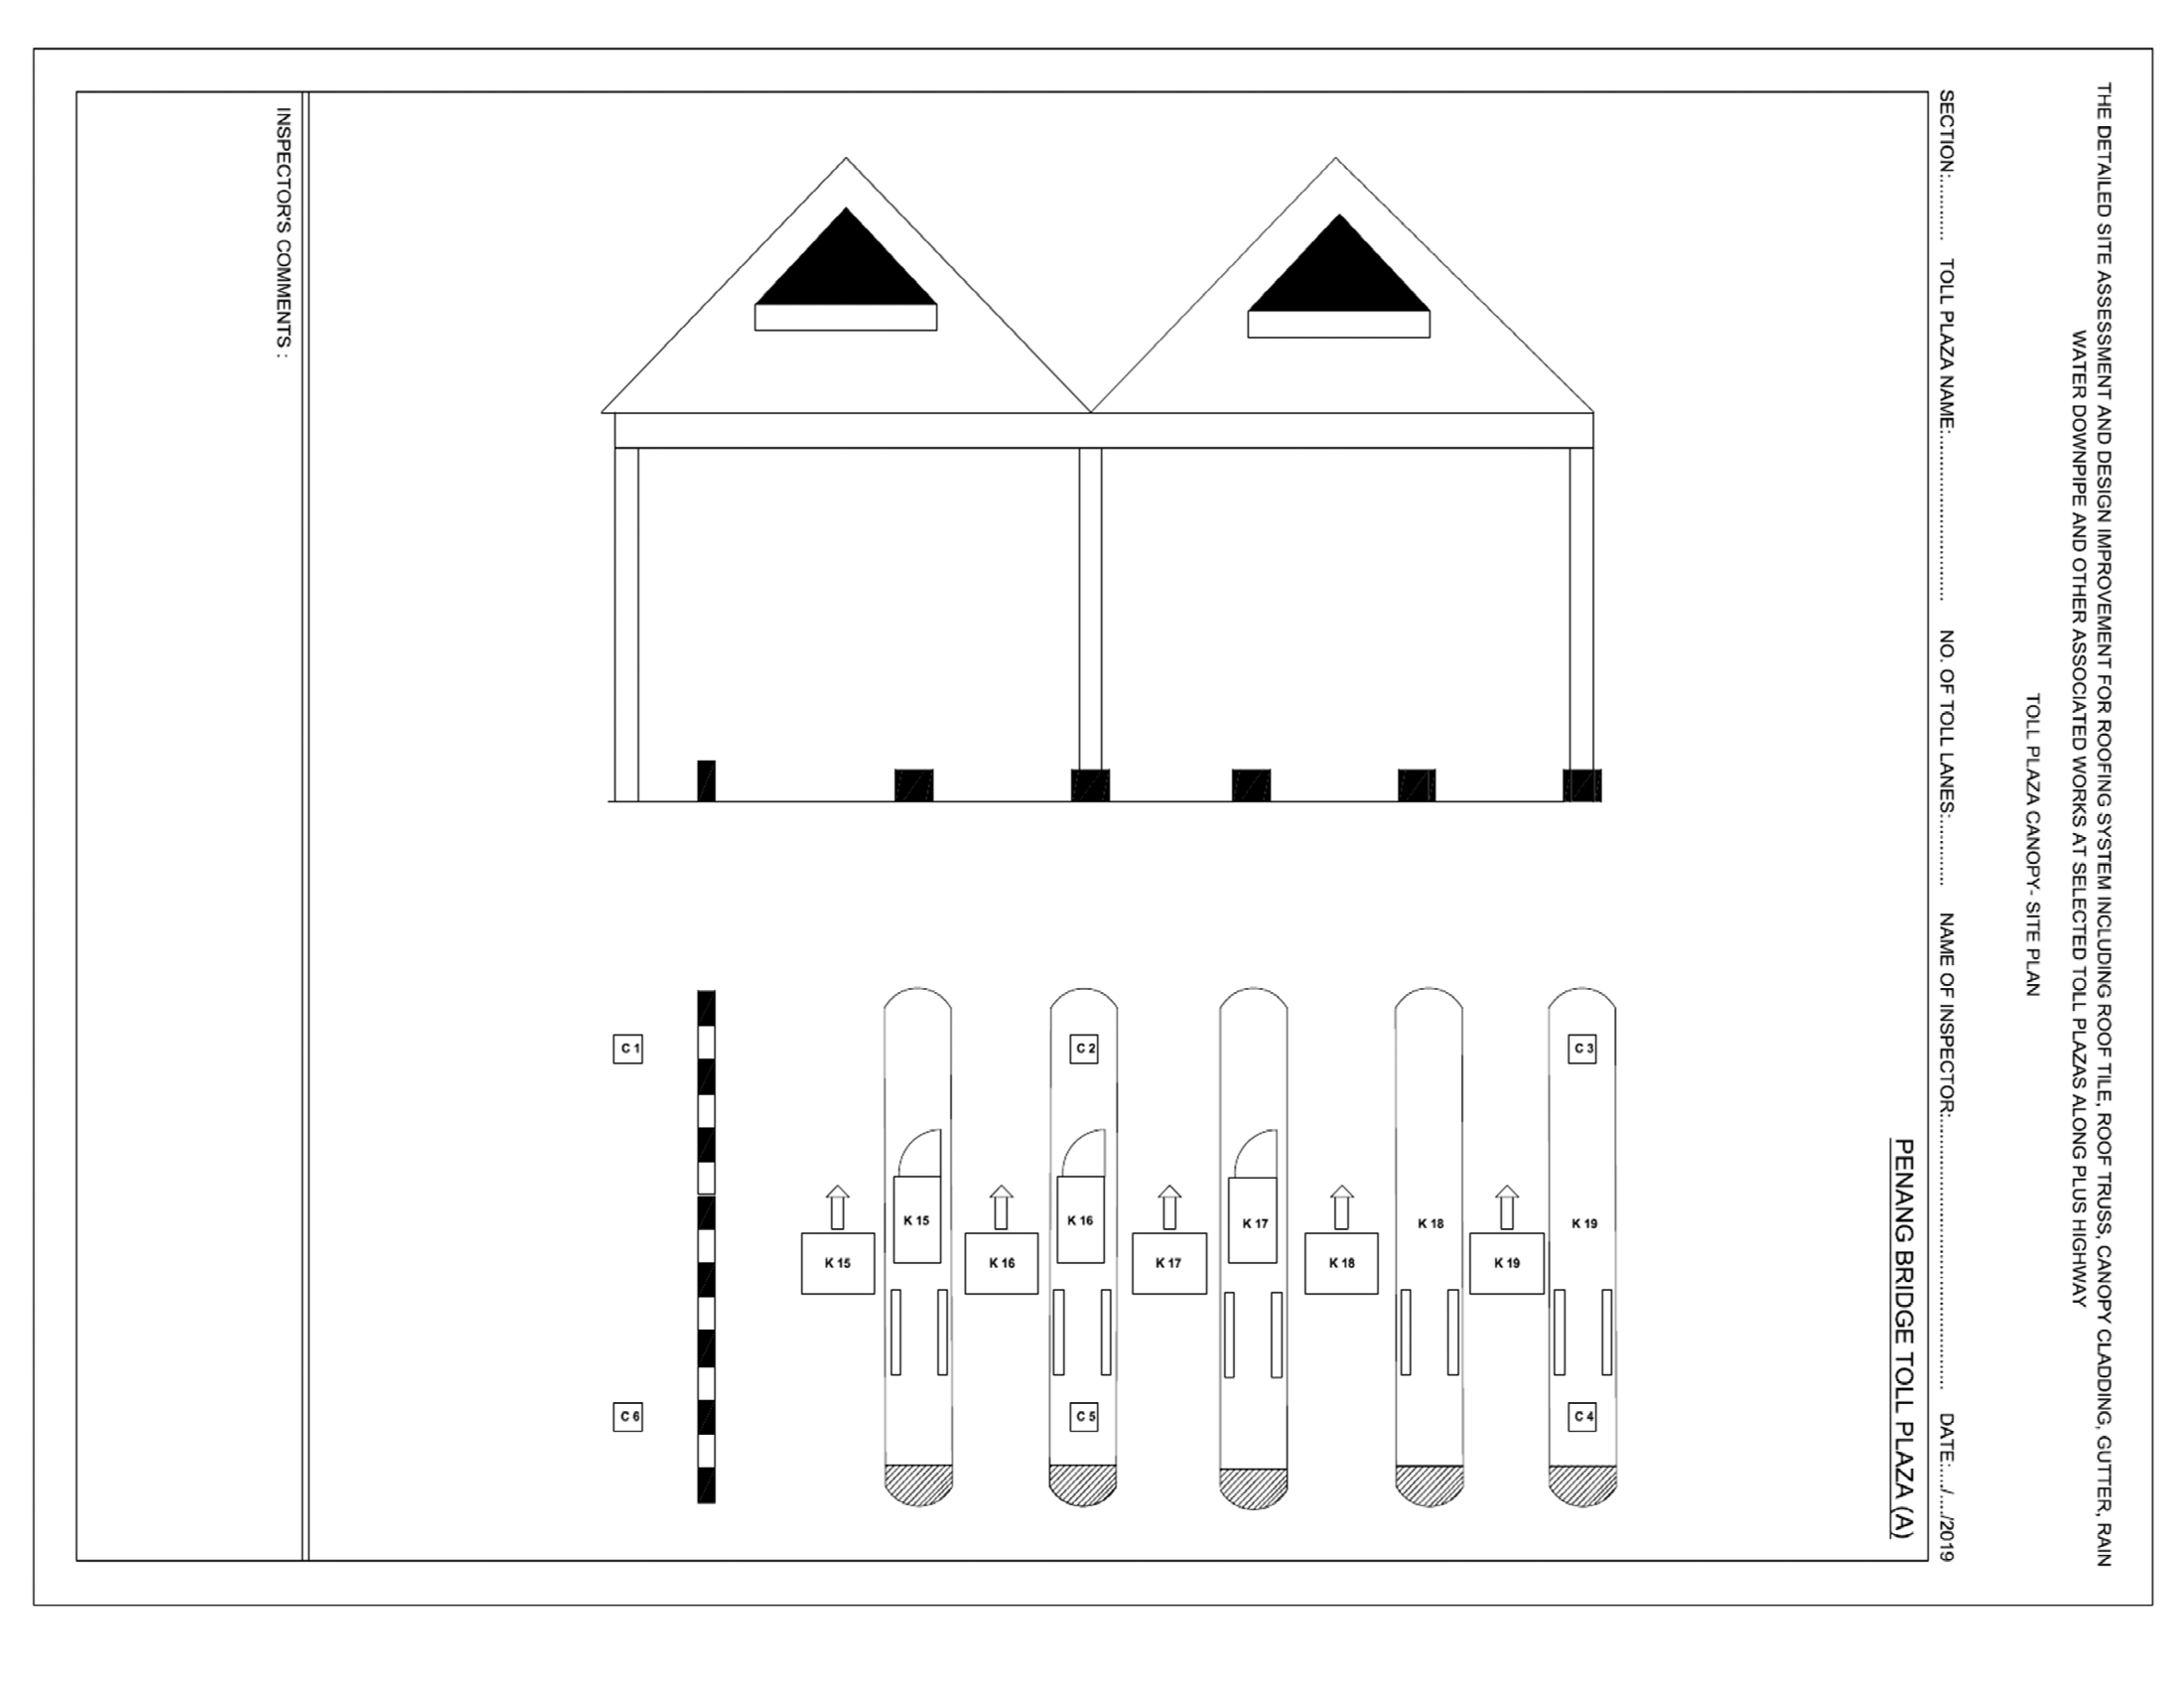 THE DETAILED SITE ASSESSMENT AND DESIGN IMPROVEMENT FOR ROOFING SYSTEM INCLUDING ROOF TILE, ROOF TRUSS, CANOPY CLADDING, GUTTER, RAIN
WATER DOWNPIPE AND OTHER ASSOCIATED WORKS AT SELECTED TOLL PLAZAS ALONG PLUS HIGHWAY
TOLL PLAZA CANOPY- SITE PLAN
SECTION:.......... TOLL PLAZA NAME:.............................. NO. OF TOLL LANES:............ NAME OF INSPECTOR:................................................ DATE:..../..../2019
PENANG BRIDGE TOLL PLAZA (A)
C 1 C 2 C 3
K 15 K 16 K 17 K 18 K 19
K 15 K 16 K 17 K 18 K 19
C 6 C 5 C 4
INSPECTOR'S COMMENTS :